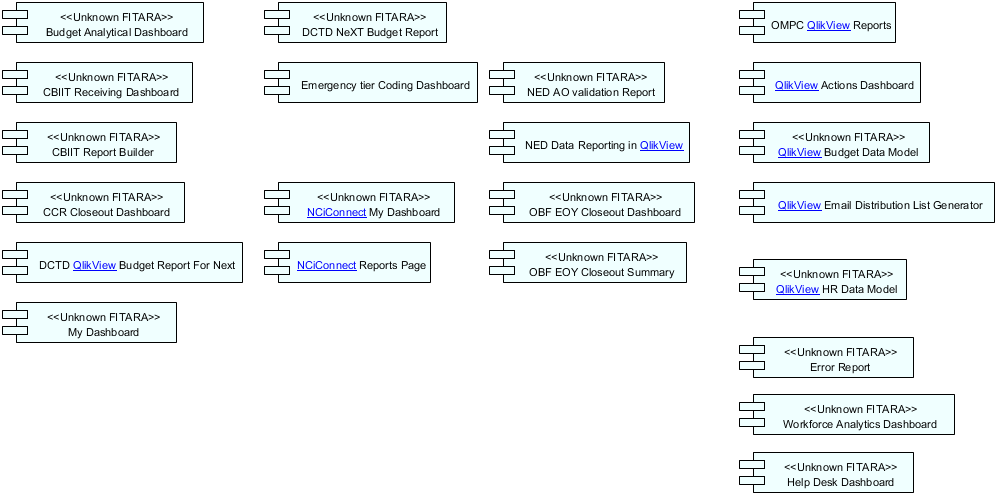 <<Unknown FITARA>>
Budget Analytical Dashboard
<<Unknown FITARA>>
CBIIT Receiving Dashboard
<<Unknown FITARA>>
CBIIT Report Builder
<<Unknown FITARA>>
CCR Closeout Dashboard
DCTD QlikView Budget Report For Next
<<Unknown FITARA>>
My Dashboard
<<Unknown FITARA>>
DCTD NeXT Budget Report
Emergency tier Coding Dashboard
<<Unknown FITARA>>
NCiConnect My Dashboard
NCiConnect Reports Page
<<Unknown FITARA>>
NED AO validation Report
NED Data Reporting in QlikView
<<Unknown FITARA>>
OBF EOY Closeout Dashboard
<<Unknown FITARA>>
OBF EOY Closeout Summary
OMPC QlikView Reports
QlikView Actions Dashboard
<<Unknown FITARA>>
QlikView Budget Data Model
QlikView Email Distribution List Generator
<<Unknown FITARA>>
QlikView HR Data Model
<<Unknown FITARA>>
Error Report
<<Unknown FITARA>>
Workforce Analytics Dashboard
<<Unknown FITARA>>
Help Desk Dashboard